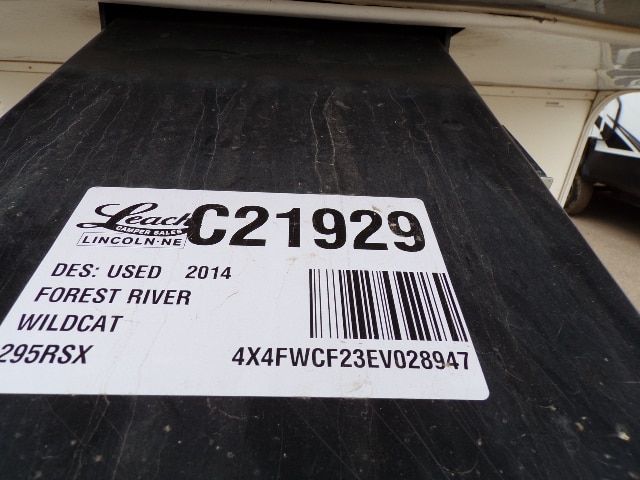 Leach C21929
CAMPER SALES
LINCOLN·NE
DES: USED 2014
FOREST RIVER
WILDCAT
295RSX
4X4FWCF23EV028947